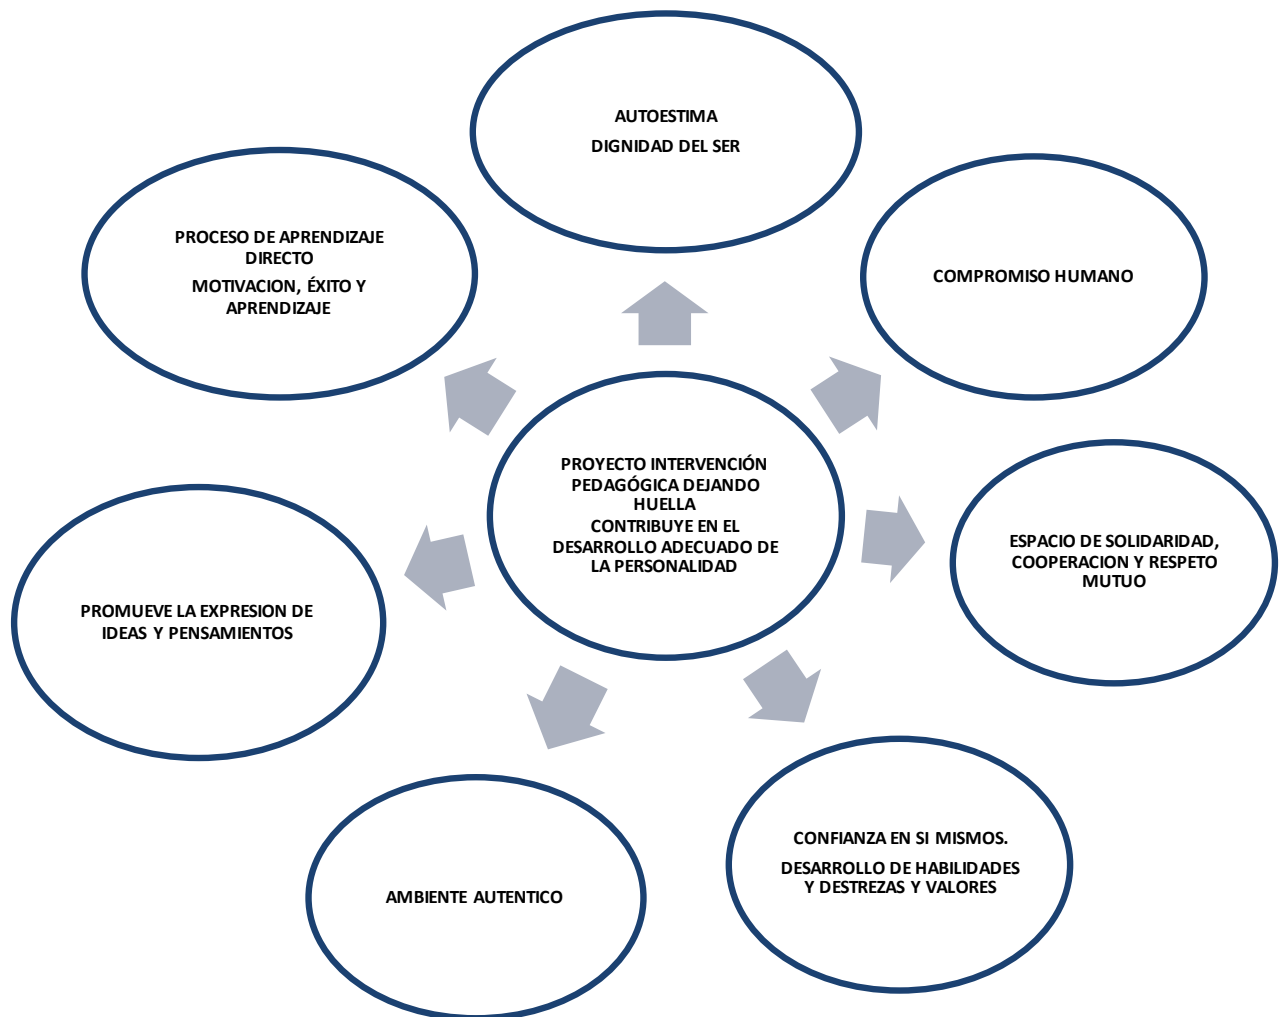 AUTOESTIMA
DIGNIDAD DEL SER
PROCESO DE APRENDIZAJE
DIRECTO
MOTIVACION, ÉXITO Y
APRENDIZAJE
COMPROMISO HUMANO
PROYECTO INTERVENCIÓN
PEDAGÓGICA DEJANDO
HUELLA
CONTRIBUYE EN EL
DESARROLLO ADECUADO DE
LA PERSONALIDAD
ESPACIO DE SOLIDARIDAD,
COOPERACION Y RESPETO
MUTUO
PROMUEVE LA EXPRESION DE
IDEAS Y PENSAMIENTOS
CONFIANZA EN SI MISMOS.
DESARROLLO DE HABILIDADES
Y DESTREZAS Y VALORES
AMBIENTE AUTENTICO